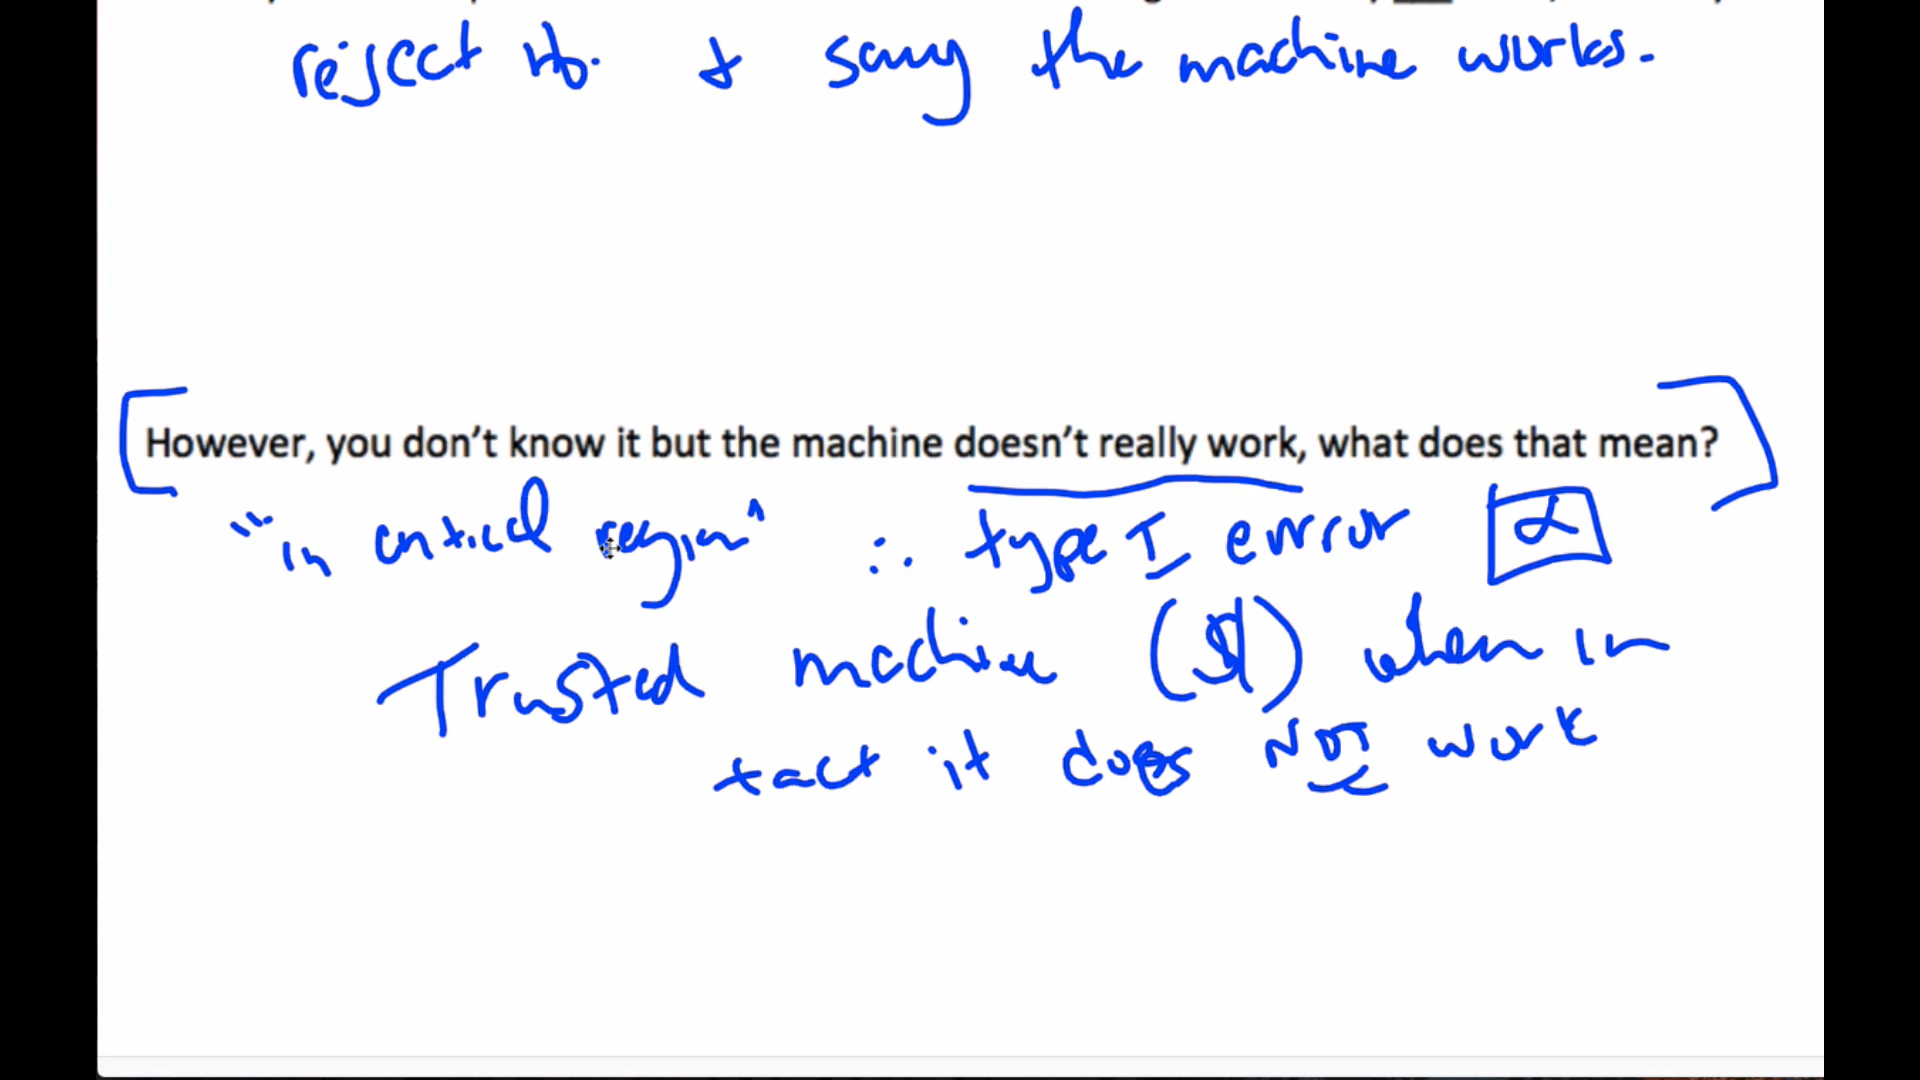 reject H₀. & say the machine works.
However, you don't know it but the machine doesn't really work, what does that mean?
"in critical region" ∴ type I error α
Trusted machine ($) when in
fact it does NOT work